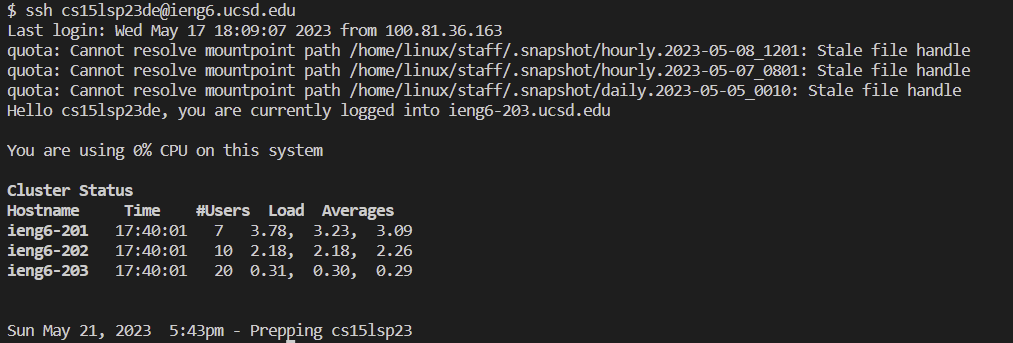 $ ssh cs15lsp23de@ieng6.ucsd.edu
Last login: Wed May 17 18:09:07 2023 from 100.81.36.163
quota: Cannot resolve mountpoint path /home/linux/staff/.snapshot/hourly.2023-05-08_1201: Stale file handle
quota: Cannot resolve mountpoint path /home/linux/staff/.snapshot/hourly.2023-05-07_0801: Stale file handle
quota: Cannot resolve mountpoint path /home/linux/staff/.snapshot/daily.2023-05-05_0010: Stale file handle
Hello cs15lsp23de, you are currently logged into ieng6-203.ucsd.edu
You are using 0% CPU on this system
Cluster Status
Hostname     Time    #Users  Load  Averages
ieng6-201   17:40:01   7  3.78,  3.23,  3.09
ieng6-202   17:40:01   10  2.18,  2.18,  2.26
ieng6-203   17:40:01   20  0.31,  0.30,  0.29
Sun May 21, 2023  5:43pm - Prepping cs15lsp23